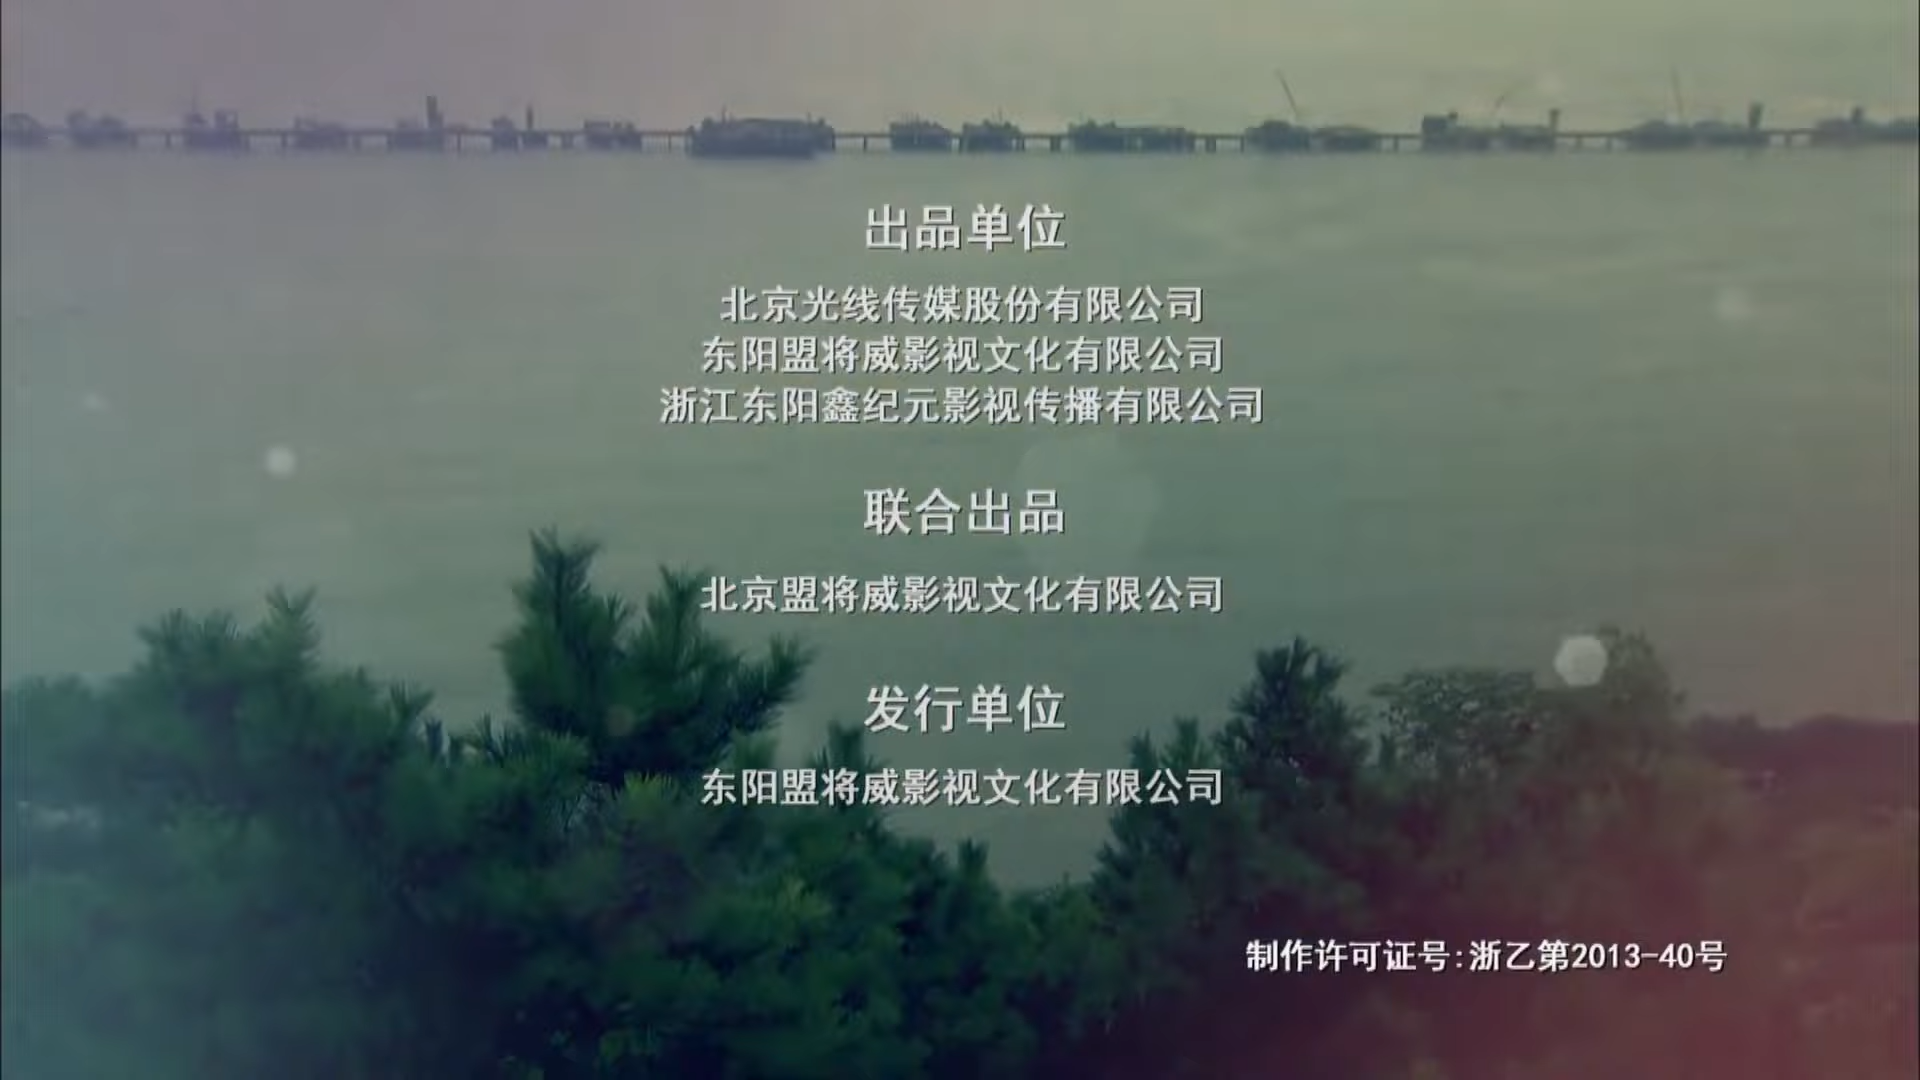 出品单位
北京光线传媒股份有限公司
东阳盟将威影视文化有限公司
浙江东阳鑫纪元影视传播有限公司
联合出品
北京盟将威影视文化有限公司
发行单位
东阳盟将威影视文化有限公司
制作许可证号:浙乙第2013-40号